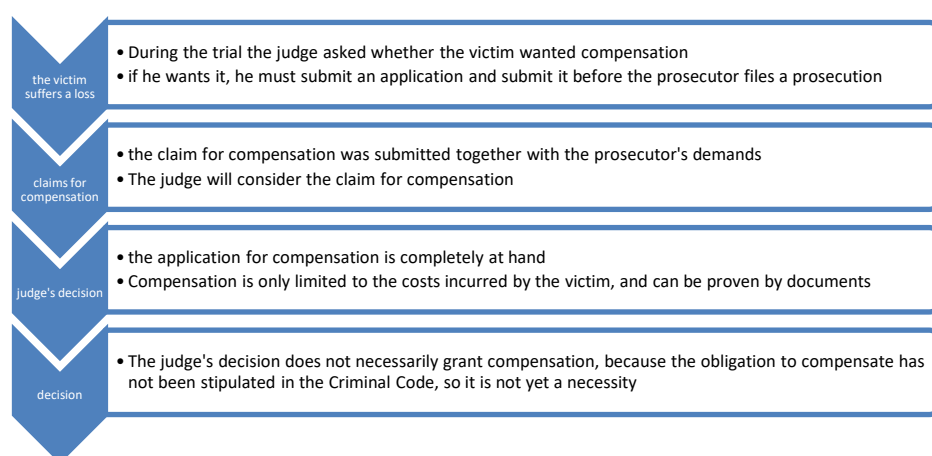 the victim
suffers a loss
• During the trial the judge asked whether the victim wanted compensation
• if he wants it, he must submit an application and submit it before the prosecutor files a prosecution
claims for
compensation
• the claim for compensation was submitted together with the prosecutor's demands
• The judge will consider the claim for compensation
judge's decision
• the application for compensation is completely at hand
• Compensation is only limited to the costs incurred by the victim, and can be proven by documents
decision
• The judge's decision does not necessarily grant compensation, because the obligation to compensate has
not been stipulated in the Criminal Code, so it is not yet a necessity